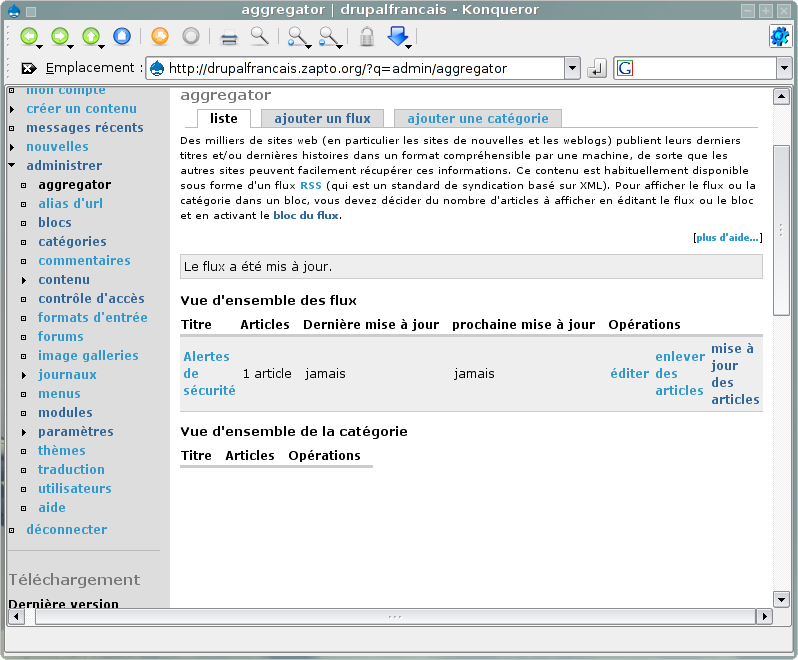 aggregator | drupalfrancais - Konqueror
Emplacement : http://drupalfrancais.zapto.org/?q=admin/aggregator
mon compte
créer un contenu
messages récents
nouvelles
administrer
aggregator
alias d'url
blocs
catégories
commentaires
contenu
contrôle d'accès
formats d'entrée
forums
image galleries
journaux
menus
modules
paramètres
thèmes
traduction
utilisateurs
aide
déconnecter
Téléchargement
Dernière version
aggregator
liste ajouter un flux ajouter une catégorie
Des milliers de sites web (en particulier les sites de nouvelles et les weblogs) publient leurs derniers
titres et/ou dernières histoires dans un format compréhensible par une machine, de sorte que les
autres sites peuvent facilement récupérer ces informations. Ce contenu est habituellement disponible
sous forme d'un flux RSS (qui est un standard de syndication basé sur XML). Pour afficher le flux ou la
catégorie dans un bloc, vous devez décider du nombre d'articles à afficher en éditant le flux ou le bloc
et en activant le bloc du flux.
[plus d'aide...]
Le flux a été mis à jour.
Vue d'ensemble des flux
Titre Articles Dernière mise à jour prochaine mise à jour Opérations
Alertes
de
sécurité
1 article jamais jamais éditer
enlever
des
articles
mise à
jour
des
articles
Vue d'ensemble de la catégorie
Titre Articles Opérations